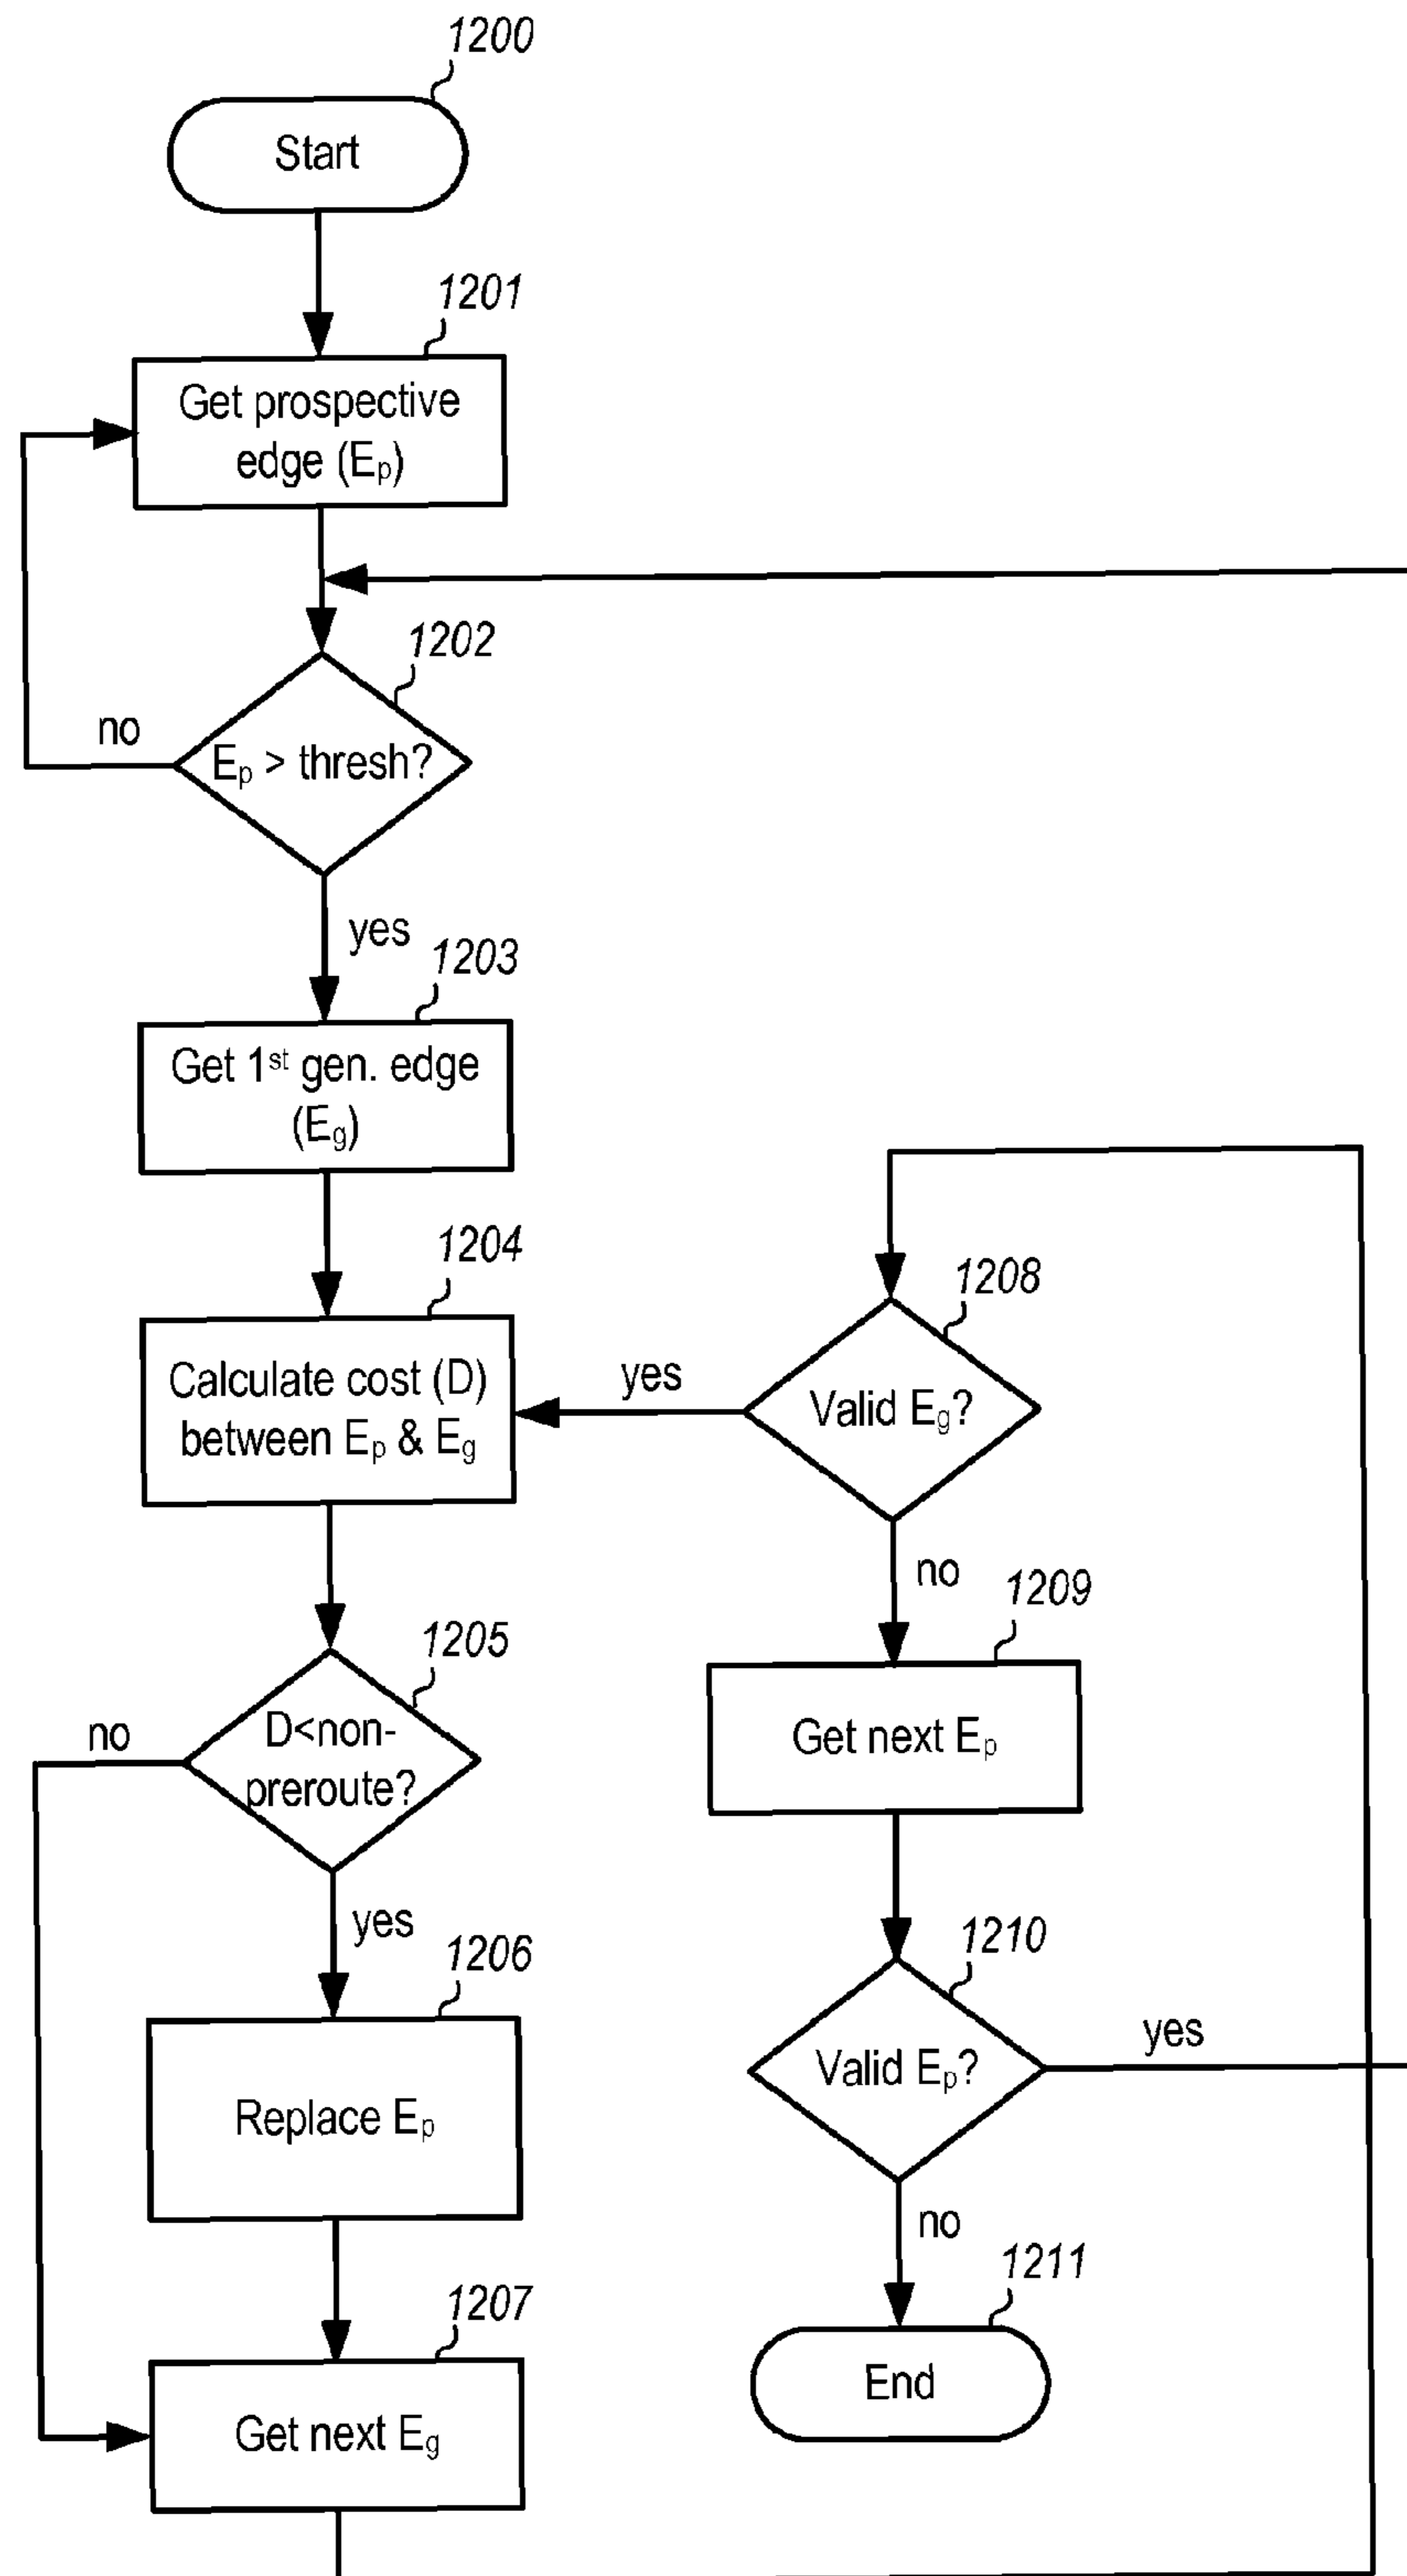 1200
Start
1201
Get prospective
edge (Ep)
1202
no
Ep > thresh?
yes
1203
Get 1st gen. edge
(Eg)
1204
Calculate cost (D)
between Ep & Eg
1205
no
D<non-
preroute?
yes
1206
Replace Ep
1207
Get next Eg
1208
yes
Valid Eg?
no
1209
Get next Ep
1210
yes
Valid Ep?
no
1211
End